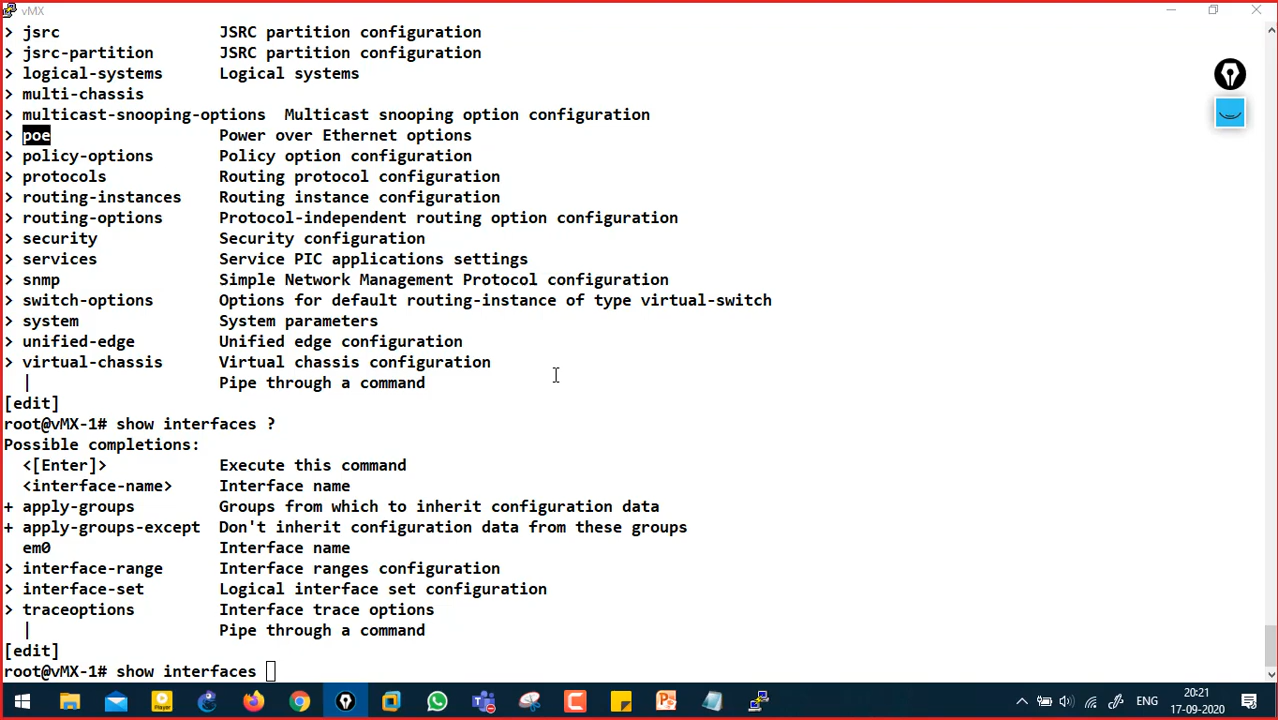 vMX
> jsrc                 JSRC partition configuration
> jsrc-partition       JSRC partition configuration
> logical-systems      Logical systems
> multi-chassis
> multicast-snooping-options  Multicast snooping option configuration
> poe                  Power over Ethernet options
> policy-options       Policy option configuration
> protocols            Routing protocol configuration
> routing-instances    Routing instance configuration
> routing-options      Protocol-independent routing option configuration
> security             Security configuration
> services             Service PIC applications settings
> snmp                 Simple Network Management Protocol configuration
> switch-options       Options for default routing-instance of type virtual-switch
> system               System parameters
> unified-edge         Unified edge configuration
> virtual-chassis      Virtual chassis configuration
  |                    Pipe through a command
[edit]
root@vMX-1# show interfaces ?
Possible completions:
  <[Enter]>            Execute this command
  <interface-name>     Interface name
+ apply-groups         Groups from which to inherit configuration data
+ apply-groups-except  Don't inherit configuration data from these groups
  em0                  Interface name
> interface-range      Interface ranges configuration
> interface-set        Logical interface set configuration
> traceoptions         Interface trace options
  |                    Pipe through a command
[edit]
root@vMX-1# show interfaces
Player
ENG
20:21
17-09-2020